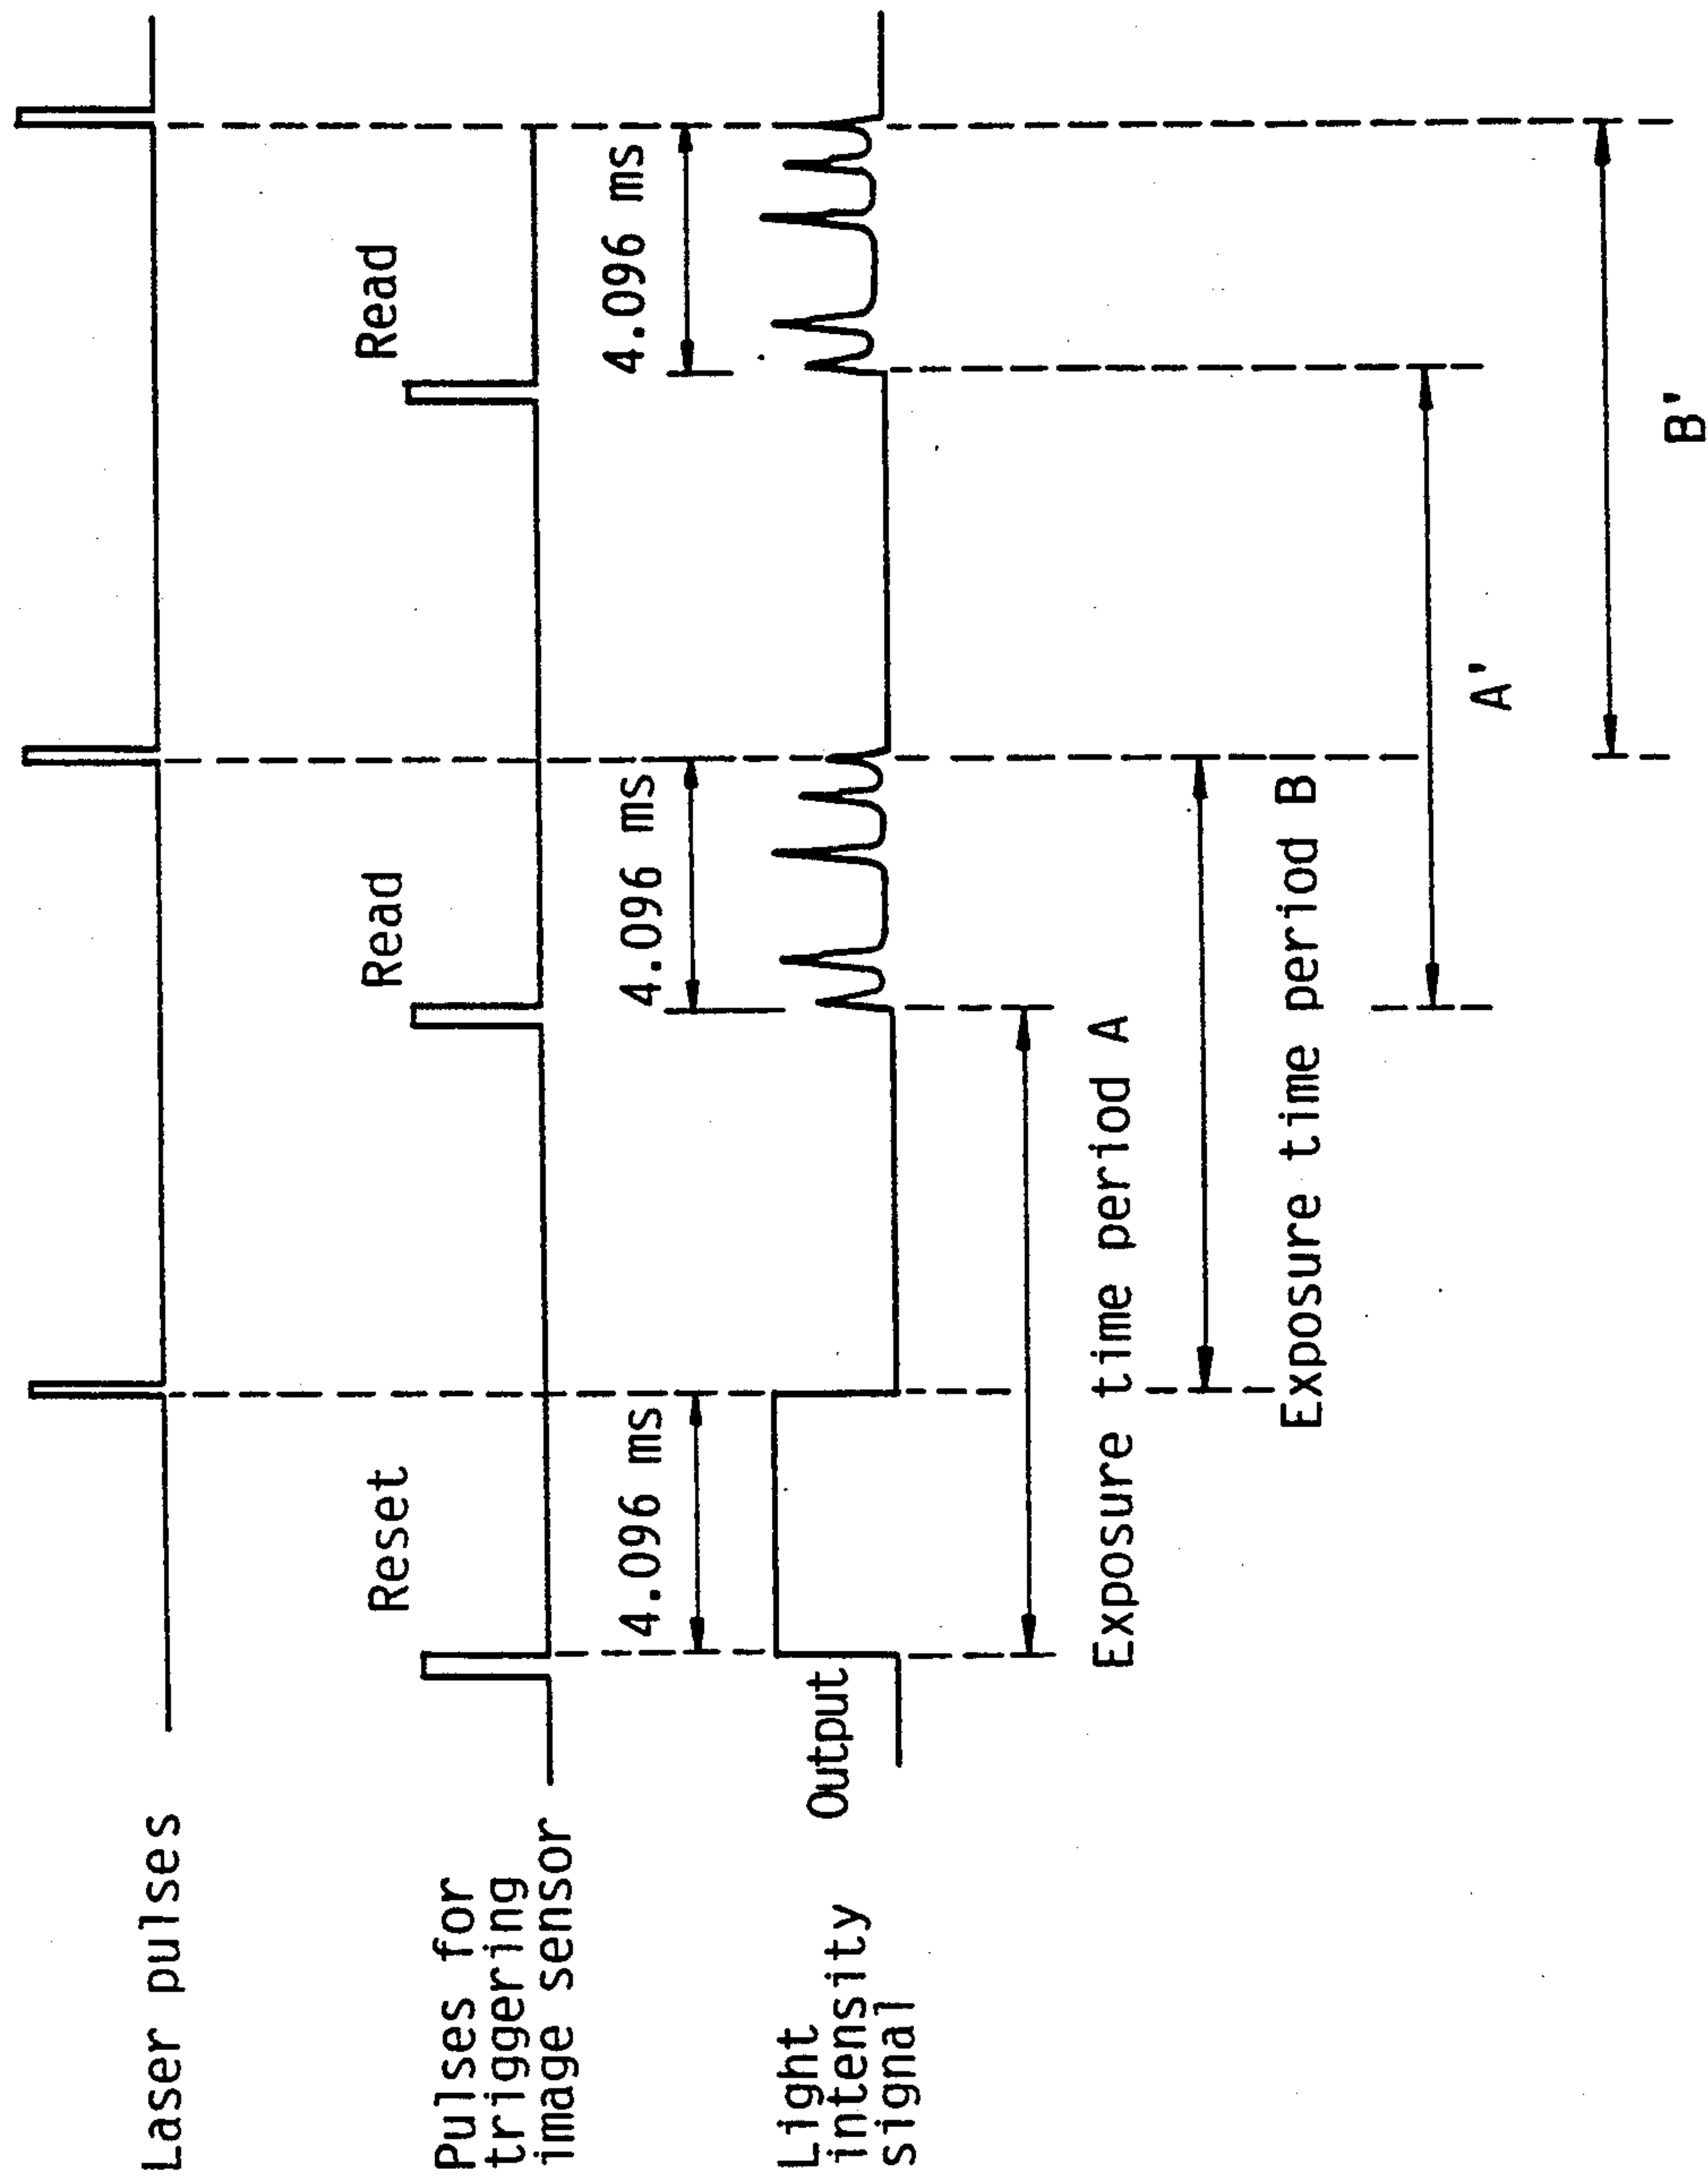 Laser pulses
Pulses for
triggering
image sensor
Reset
Read
Read
4.096 ms
4.096 ms
4.096 ms
Light
intensity
signal
Output
Exposure time period A
Exposure time period B
A'
B'